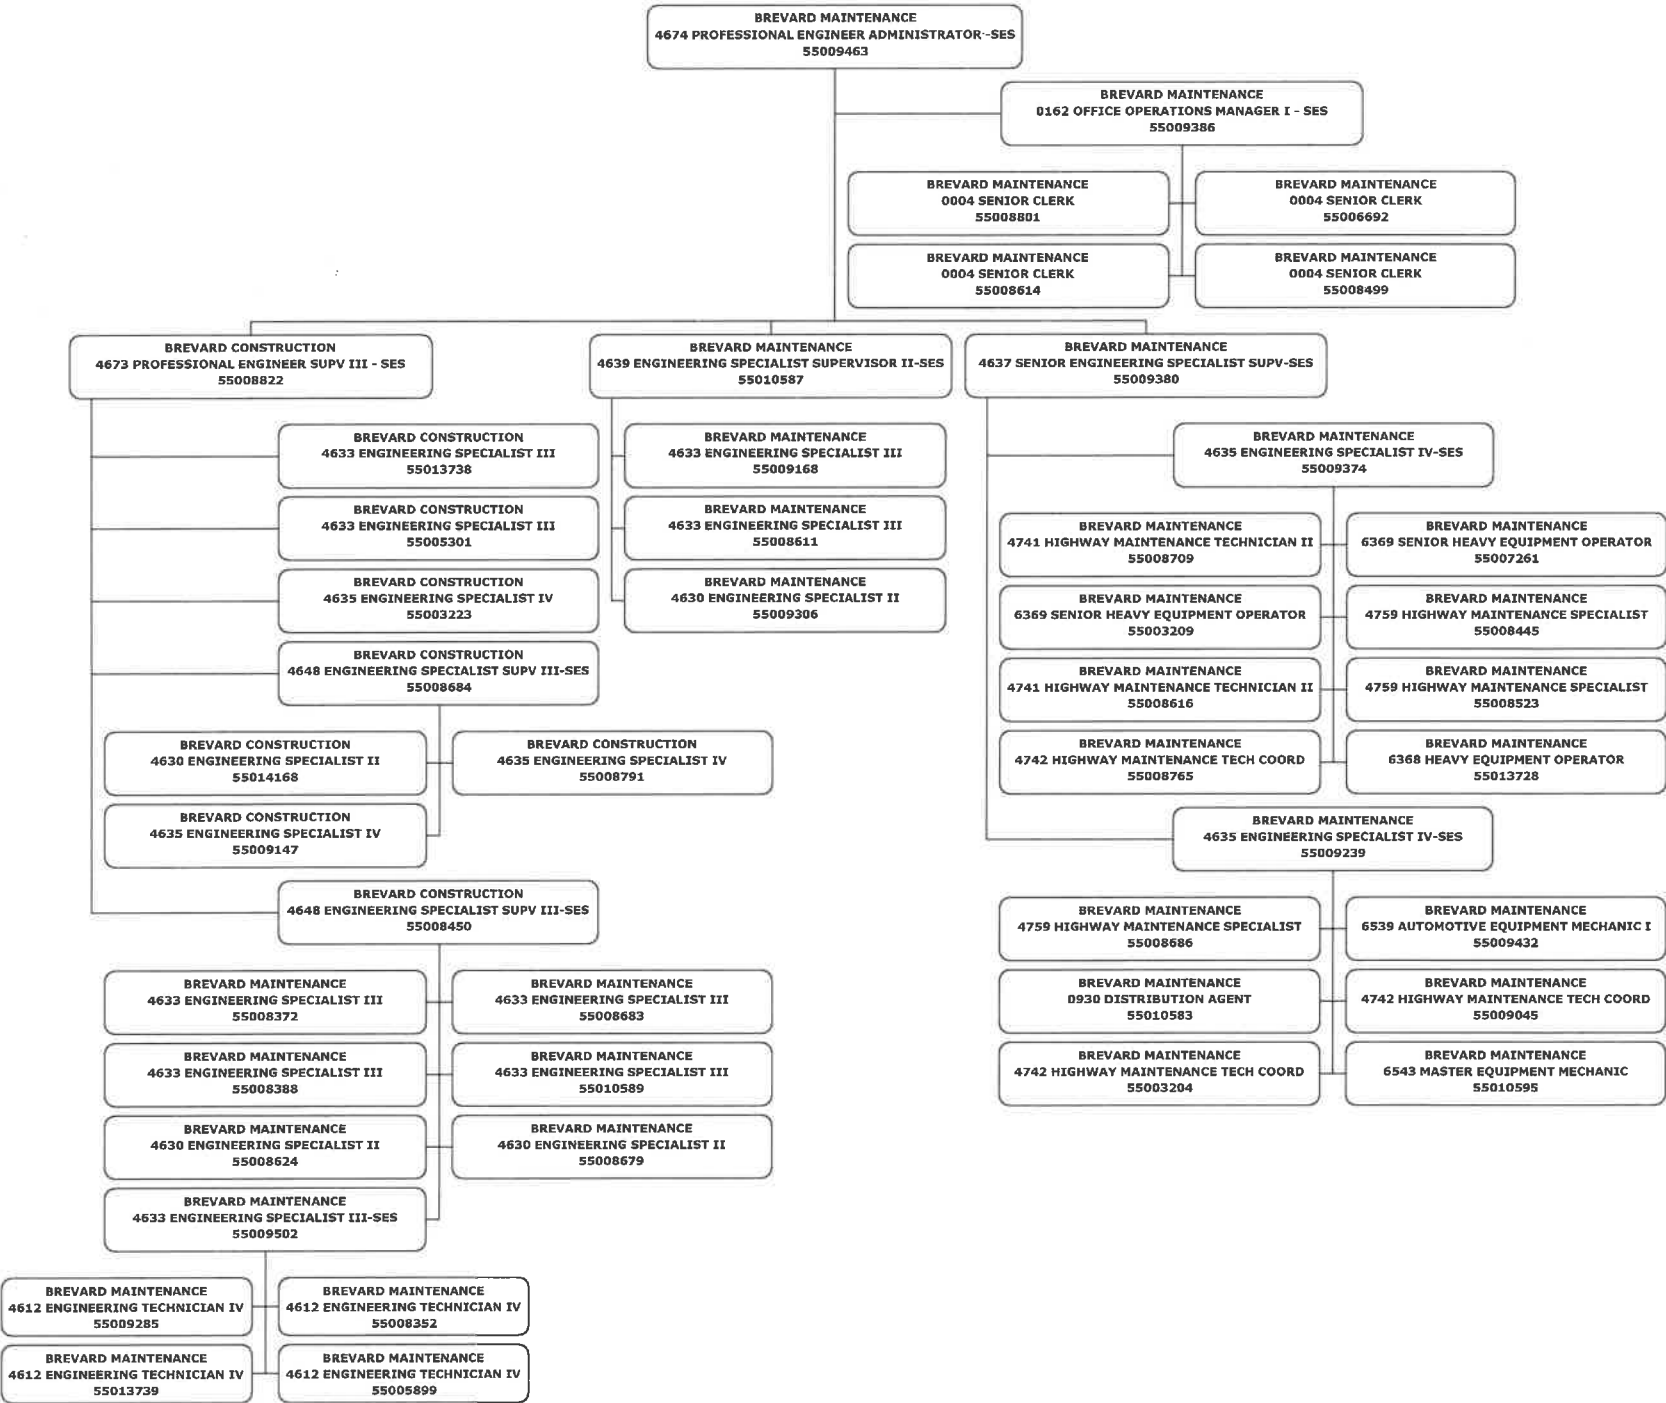 BREVARD MAINTENANCE
4674 PROFESSIONAL ENGINEER ADMINISTRATOR -SES
55009463
BREVARD MAINTENANCE
0162 OFFICE OPERATIONS MANAGER I - SES
55009386
BREVARD MAINTENANCE
0004 SENIOR CLERK
55008801
BREVARD MAINTENANCE
0004 SENIOR CLERK
55006692
BREVARD MAINTENANCE
0004 SENIOR CLERK
55008614
BREVARD MAINTENANCE
0004 SENIOR CLERK
55008499
BREVARD CONSTRUCTION
4673 PROFESSIONAL ENGINEER SUPV III - SES
55008822
BREVARD MAINTENANCE
4639 ENGINEERING SPECIALIST SUPERVISOR II-SES
55010587
BREVARD MAINTENANCE
4637 SENIOR ENGINEERING SPECIALIST SUPV-SES
55009380
BREVARD CONSTRUCTION
4633 ENGINEERING SPECIALIST III
55013738
BREVARD CONSTRUCTION
4633 ENGINEERING SPECIALIST III
55005301
BREVARD CONSTRUCTION
4635 ENGINEERING SPECIALIST IV
55003223
BREVARD CONSTRUCTION
4648 ENGINEERING SPECIALIST SUPV III-SES
55008684
BREVARD CONSTRUCTION
4630 ENGINEERING SPECIALIST II
55014168
BREVARD CONSTRUCTION
4635 ENGINEERING SPECIALIST IV
55008791
BREVARD CONSTRUCTION
4635 ENGINEERING SPECIALIST IV
55009147
BREVARD CONSTRUCTION
4648 ENGINEERING SPECIALIST SUPV III-SES
55008450
BREVARD MAINTENANCE
4633 ENGINEERING SPECIALIST III
55008372
BREVARD MAINTENANCE
4633 ENGINEERING SPECIALIST III
55008683
BREVARD MAINTENANCE
4633 ENGINEERING SPECIALIST III
55008388
BREVARD MAINTENANCE
4633 ENGINEERING SPECIALIST III
55010589
BREVARD MAINTENANCE
4630 ENGINEERING SPECIALIST II
55008624
BREVARD MAINTENANCE
4630 ENGINEERING SPECIALIST II
55008679
BREVARD MAINTENANCE
4633 ENGINEERING SPECIALIST III-SES
55009502
BREVARD MAINTENANCE
4612 ENGINEERING TECHNICIAN IV
55009285
BREVARD MAINTENANCE
4612 ENGINEERING TECHNICIAN IV
55008352
BREVARD MAINTENANCE
4612 ENGINEERING TECHNICIAN IV
55013739
BREVARD MAINTENANCE
4612 ENGINEERING TECHNICIAN IV
55005899
BREVARD MAINTENANCE
4633 ENGINEERING SPECIALIST III
55009168
BREVARD MAINTENANCE
4633 ENGINEERING SPECIALIST III
55008611
BREVARD MAINTENANCE
4630 ENGINEERING SPECIALIST II
55009306
BREVARD MAINTENANCE
4635 ENGINEERING SPECIALIST IV-SES
55009374
BREVARD MAINTENANCE
4741 HIGHWAY MAINTENANCE TECHNICIAN II
55008709
BREVARD MAINTENANCE
6369 SENIOR HEAVY EQUIPMENT OPERATOR
55007261
BREVARD MAINTENANCE
6369 SENIOR HEAVY EQUIPMENT OPERATOR
55003209
BREVARD MAINTENANCE
4759 HIGHWAY MAINTENANCE SPECIALIST
55008445
BREVARD MAINTENANCE
4741 HIGHWAY MAINTENANCE TECHNICIAN II
55008616
BREVARD MAINTENANCE
4759 HIGHWAY MAINTENANCE SPECIALIST
55008523
BREVARD MAINTENANCE
4742 HIGHWAY MAINTENANCE TECH COORD
55008765
BREVARD MAINTENANCE
6368 HEAVY EQUIPMENT OPERATOR
55013728
BREVARD MAINTENANCE
4635 ENGINEERING SPECIALIST IV-SES
55009239
BREVARD MAINTENANCE
4759 HIGHWAY MAINTENANCE SPECIALIST
55008686
BREVARD MAINTENANCE
6539 AUTOMOTIVE EQUIPMENT MECHANIC I
55009432
BREVARD MAINTENANCE
0930 DISTRIBUTION AGENT
55010583
BREVARD MAINTENANCE
4742 HIGHWAY MAINTENANCE TECH COORD
55009045
BREVARD MAINTENANCE
4742 HIGHWAY MAINTENANCE TECH COORD
55003204
BREVARD MAINTENANCE
6543 MASTER EQUIPMENT MECHANIC
55010595